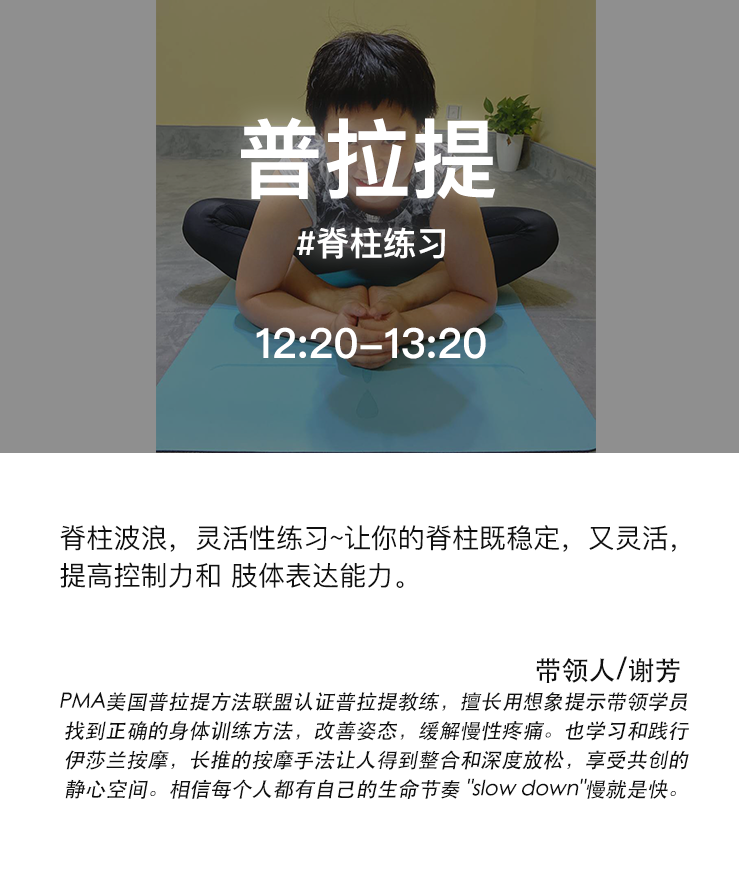 普拉提
#脊柱练习
12:20-13:20
脊柱波浪，灵活性练习~让你的脊柱既稳定，又灵活，
提高控制力和 肢体表达能力。
带领人/谢芳
PMA美国普拉提方法联盟认证普拉提教练，擅长用想象提示带领学员
找到正确的身体训练方法，改善姿态，缓解慢性疼痛。也学习和践行
伊莎兰按摩，长推的按摩手法让人得到整合和深度放松，享受共创的
静心空间。相信每个人都有自己的生命节奏 "slow down"慢就是快。